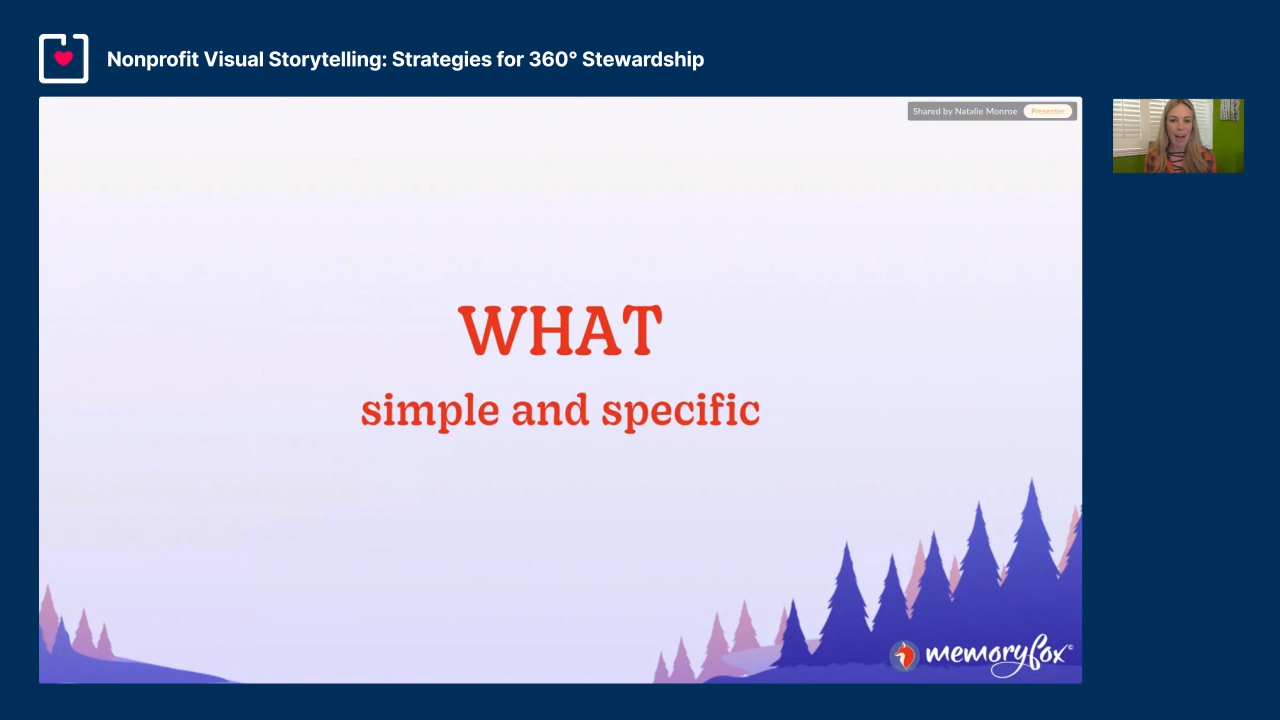 Nonprofit Visual Storytelling: Strategies for 360° Stewardship
Shared by Natalie Monroe Presenter
WHAT
simple and specific
memoryfox©